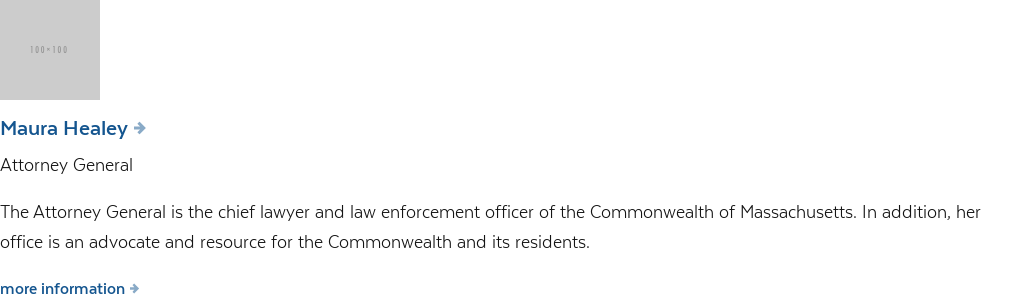 100×100
Maura Healey
Attorney General
The Attorney General is the chief lawyer and law enforcement officer of the Commonwealth of Massachusetts. In addition, her
office is an advocate and resource for the Commonwealth and its residents.
more information